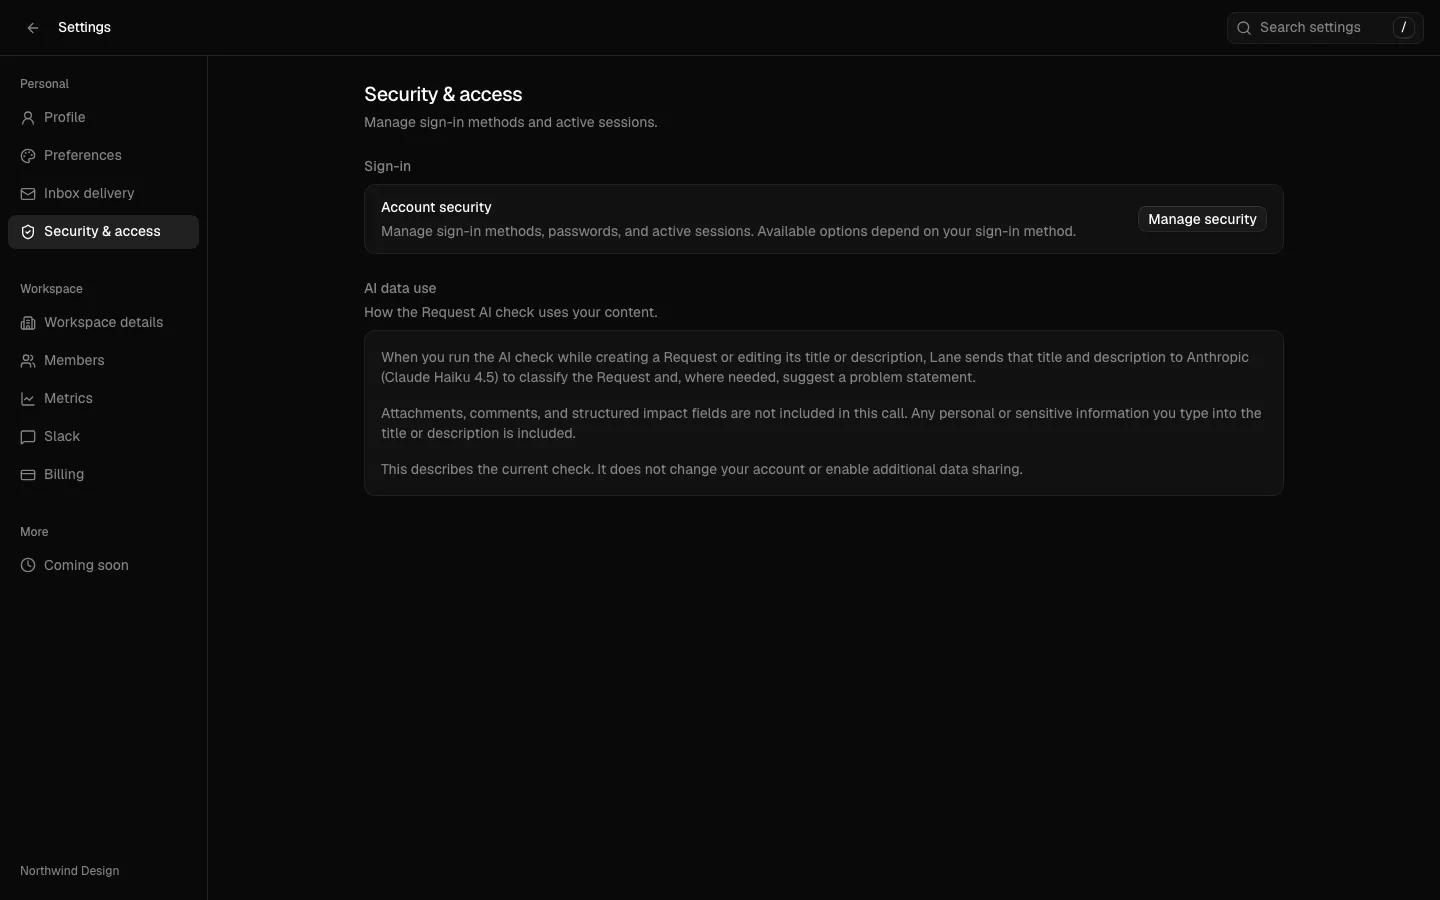 Settings
Search settings
/
Personal
Profile
Preferences
Inbox delivery
Security & access
Workspace
Workspace details
Members
Metrics
Slack
Billing
More
Coming soon
Northwind Design
Security & access
Manage sign-in methods and active sessions.
Sign-in
Account security
Manage sign-in methods, passwords, and active sessions. Available options depend on your sign-in method.
Manage security
AI data use
How the Request AI check uses your content.
When you run the AI check while creating a Request or editing its title or description, Lane sends that title and description to Anthropic
(Claude Haiku 4.5) to classify the Request and, where needed, suggest a problem statement.
Attachments, comments, and structured impact fields are not included in this call. Any personal or sensitive information you type into the
title or description is included.
This describes the current check. It does not change your account or enable additional data sharing.